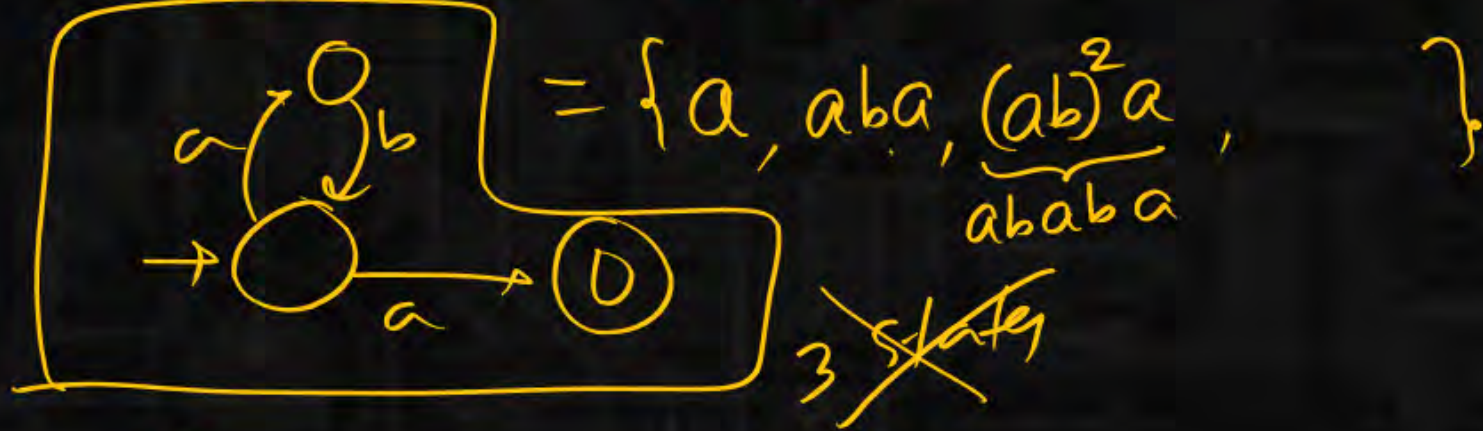 = { a, aba, (ab)²a, }
ababa
a b
a
3 states